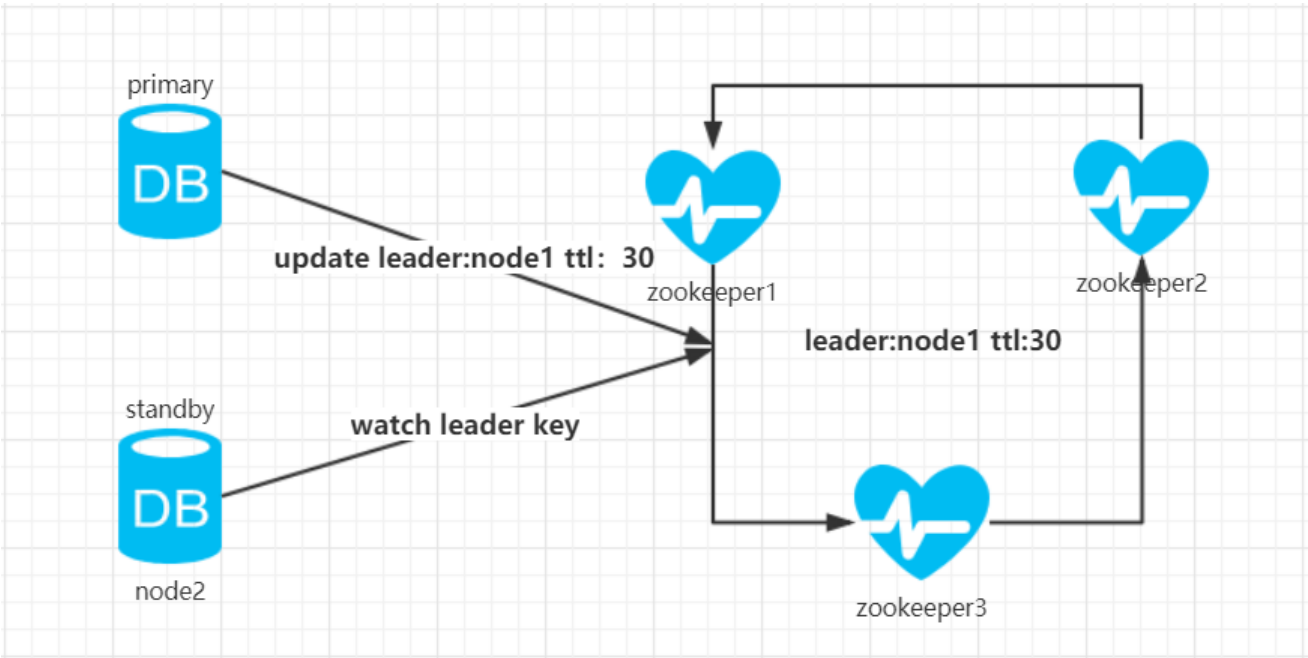 primary
DB
update leader:node1 ttl：30
zookeeper1
zookeeper2
leader:node1 ttl:30
standby
watch leader key
DB
node2
zookeeper3